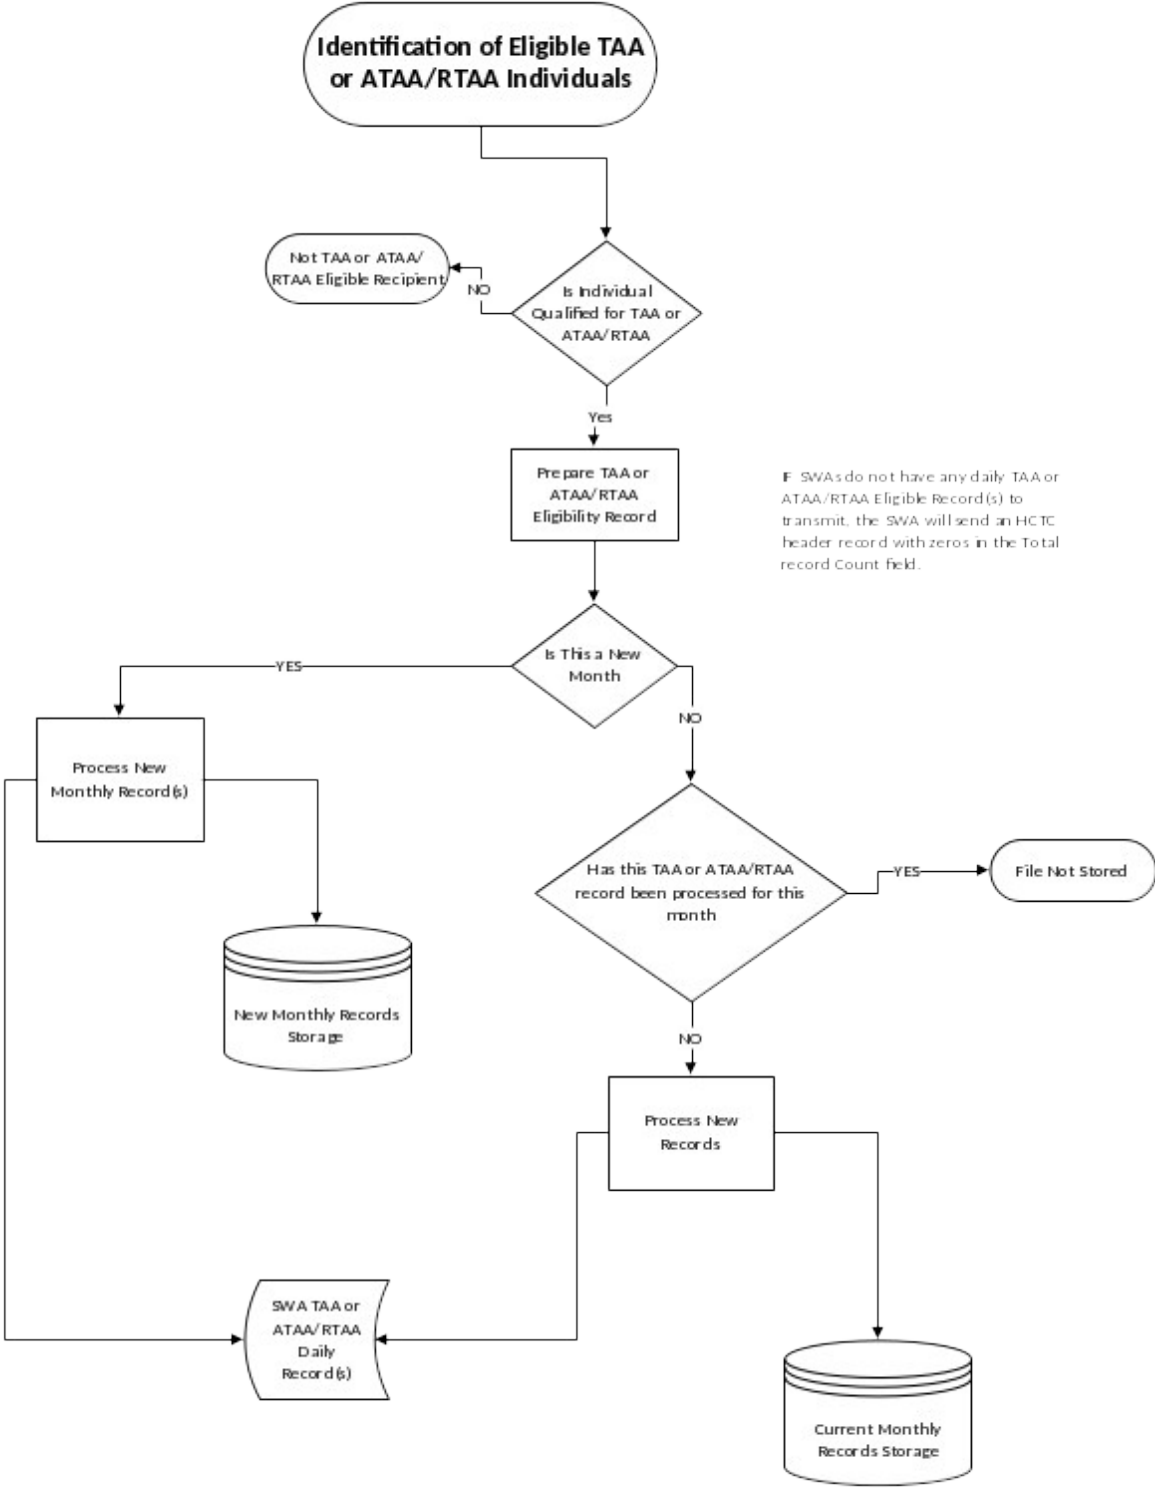 Identification of Eligible TAA
or ATAA/RTAA Individuals
Not TAA or ATAA/
RTAA Eligible Recipient
NO
Is Individual
Qualified for TAA or
ATAA/RTAA
Yes
Prepare TAA or
ATAA/RTAA
Eligibility Record
IF SWAs do not have any daily TAA or
ATAA/RTAA Eligible Record(s) to
transmit, the SWA will send an HCTC
header record with zeros in the Total
record Count field.
Is This a New
Month
YES
NO
Process New
Monthly Record(s)
Has this TAA or ATAA/RTAA
record been processed for this
month
YES
File Not Stored
New Monthly Records
Storage
NO
Process New
Records
SWA TAA or
ATAA/RTAA
Daily
Record(s)
Current Monthly
Records Storage